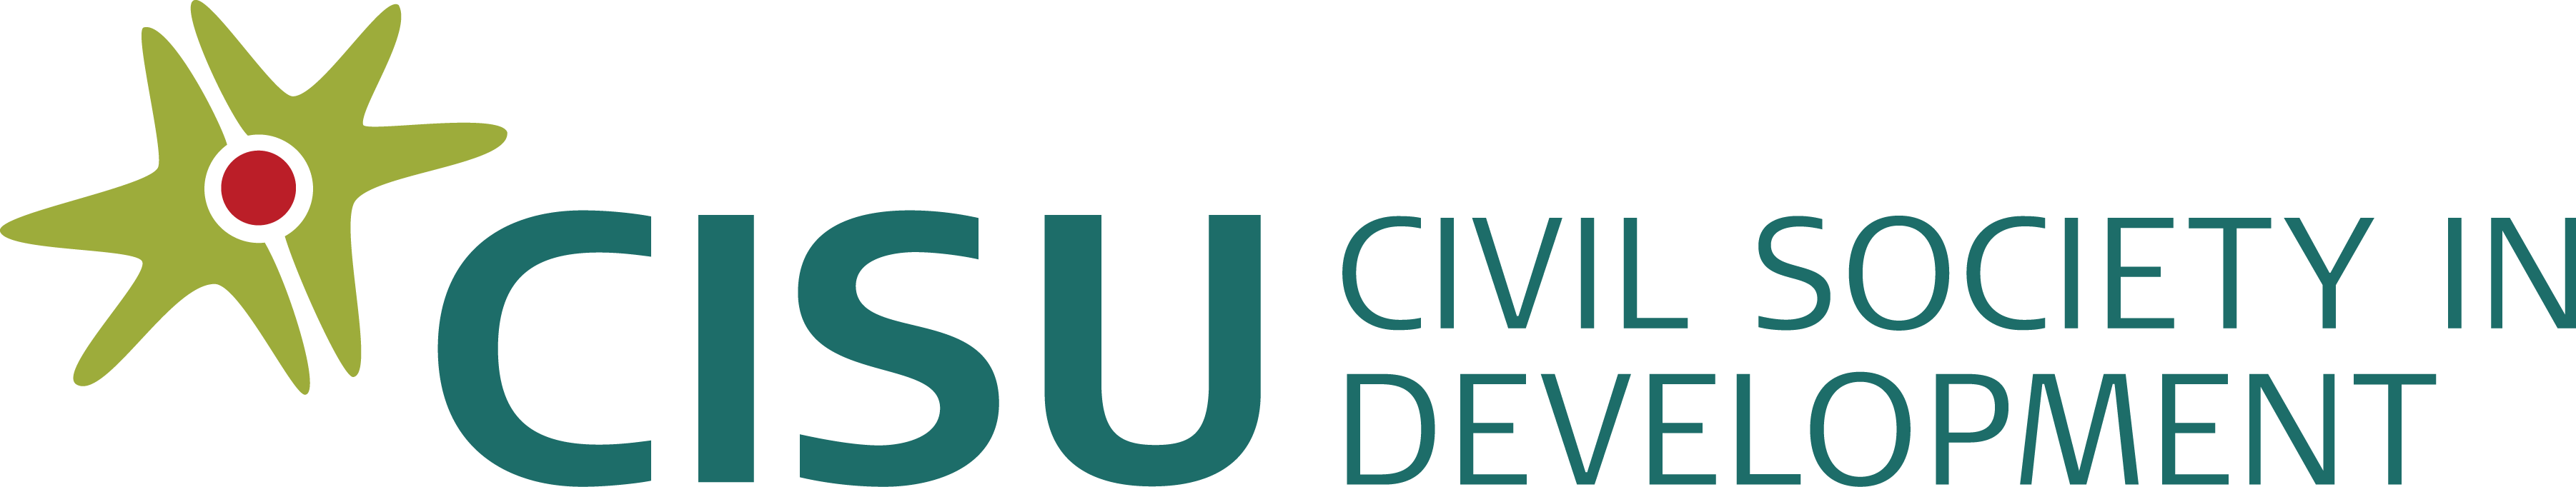 CISU
CIVIL SOCIETY IN
DEVELOPMENT